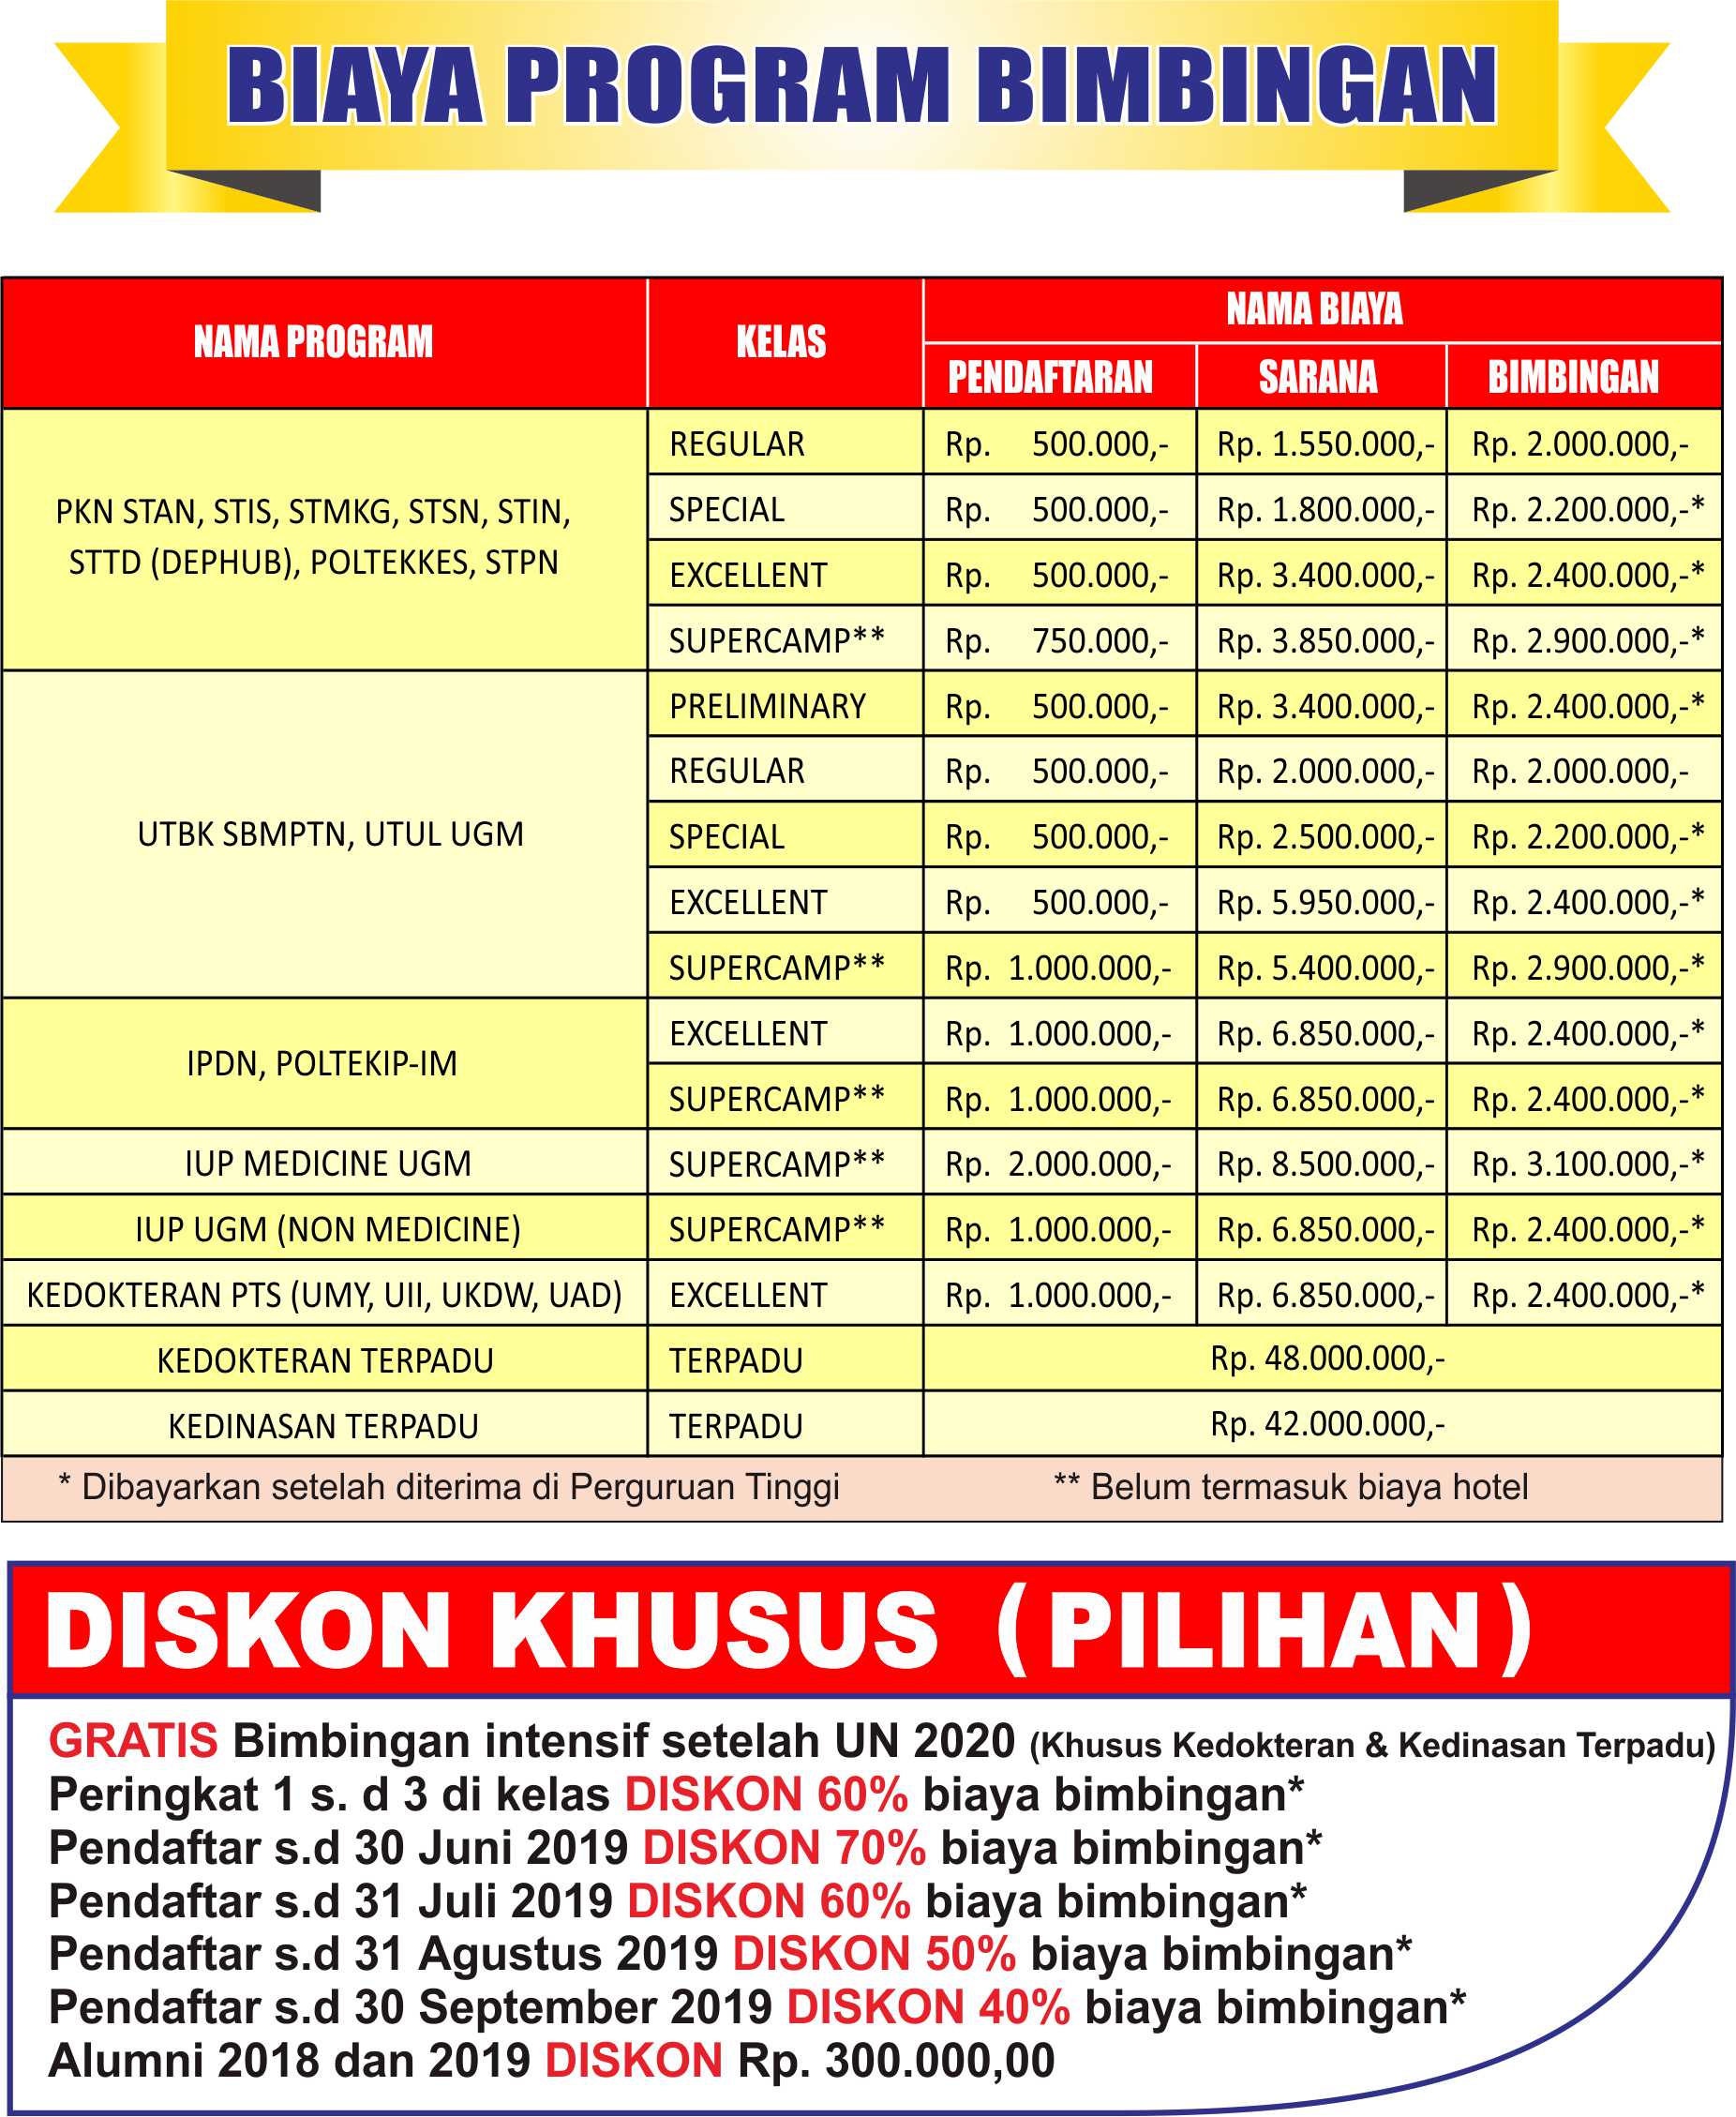 BIAYA PROGRAM BIMBINGAN
NAMA PROGRAM KELAS NAMA BIAYA
PENDAFTARAN SARANA BIMBINGAN
PKN STAN, STIS, STMKG, STSN, STIN,
STTD (DEPHUB), POLTEKKES, STPN
REGULAR Rp. 500.000,- Rp. 1.550.000,- Rp. 2.000.000,-
SPECIAL Rp. 500.000,- Rp. 1.800.000,- Rp. 2.200.000,-*
EXCELLENT Rp. 500.000,- Rp. 3.400.000,- Rp. 2.400.000,-*
SUPERCAMP** Rp. 750.000,- Rp. 3.850.000,- Rp. 2.900.000,-*
UTBK SBMPTN, UTUL UGM
PRELIMINARY Rp. 500.000,- Rp. 3.400.000,- Rp. 2.400.000,-*
REGULAR Rp. 500.000,- Rp. 2.000.000,- Rp. 2.000.000,-
SPECIAL Rp. 500.000,- Rp. 2.500.000,- Rp. 2.200.000,-*
EXCELLENT Rp. 500.000,- Rp. 5.950.000,- Rp. 2.400.000,-*
SUPERCAMP** Rp. 1.000.000,- Rp. 5.400.000,- Rp. 2.900.000,-*
IPDN, POLTEKIP-IM
EXCELLENT Rp. 1.000.000,- Rp. 6.850.000,- Rp. 2.400.000,-*
SUPERCAMP** Rp. 1.000.000,- Rp. 6.850.000,- Rp. 2.400.000,-*
IUP MEDICINE UGM SUPERCAMP** Rp. 2.000.000,- Rp. 8.500.000,- Rp. 3.100.000,-*
IUP UGM (NON MEDICINE) SUPERCAMP** Rp. 1.000.000,- Rp. 6.850.000,- Rp. 2.400.000,-*
KEDOKTERAN PTS (UMY, UII, UKDW, UAD) EXCELLENT Rp. 1.000.000,- Rp. 6.850.000,- Rp. 2.400.000,-*
KEDOKTERAN TERPADU TERPADU Rp. 48.000.000,-
KEDINASAN TERPADU TERPADU Rp. 42.000.000,-
* Dibayarkan setelah diterima di Perguruan Tinggi ** Belum termasuk biaya hotel
DISKON KHUSUS (PILIHAN)
GRATIS Bimbingan intensif setelah UN 2020 (Khusus Kedokteran & Kedinasan Terpadu)
Peringkat 1 s. d 3 di kelas DISKON 60% biaya bimbingan*
Pendaftar s.d 30 Juni 2019 DISKON 70% biaya bimbingan*
Pendaftar s.d 31 Juli 2019 DISKON 60% biaya bimbingan*
Pendaftar s.d 31 Agustus 2019 DISKON 50% biaya bimbingan*
Pendaftar s.d 30 September 2019 DISKON 40% biaya bimbingan*
Alumni 2018 dan 2019 DISKON Rp. 300.000,00